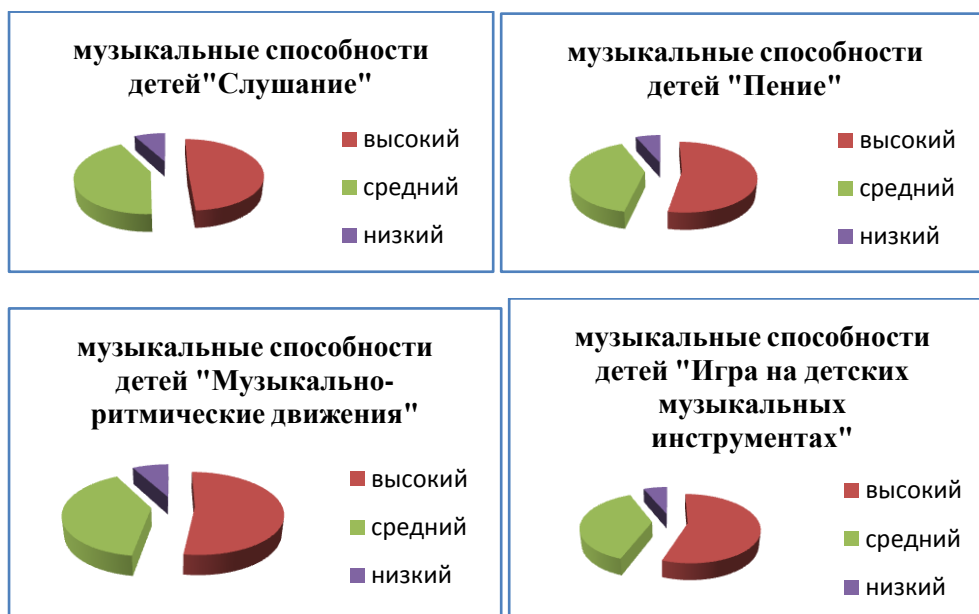 музыкальные способности
детей"Слушание"
высокий
средний
низкий
музыкальные способности
детей "Пение"
высокий
средний
низкий
музыкальные способности
детей "Музыкально-
ритмические движения"
высокий
средний
низкий
музыкальные способности
детей "Игра на детских
музыкальных
инструментах"
высокий
средний
низкий